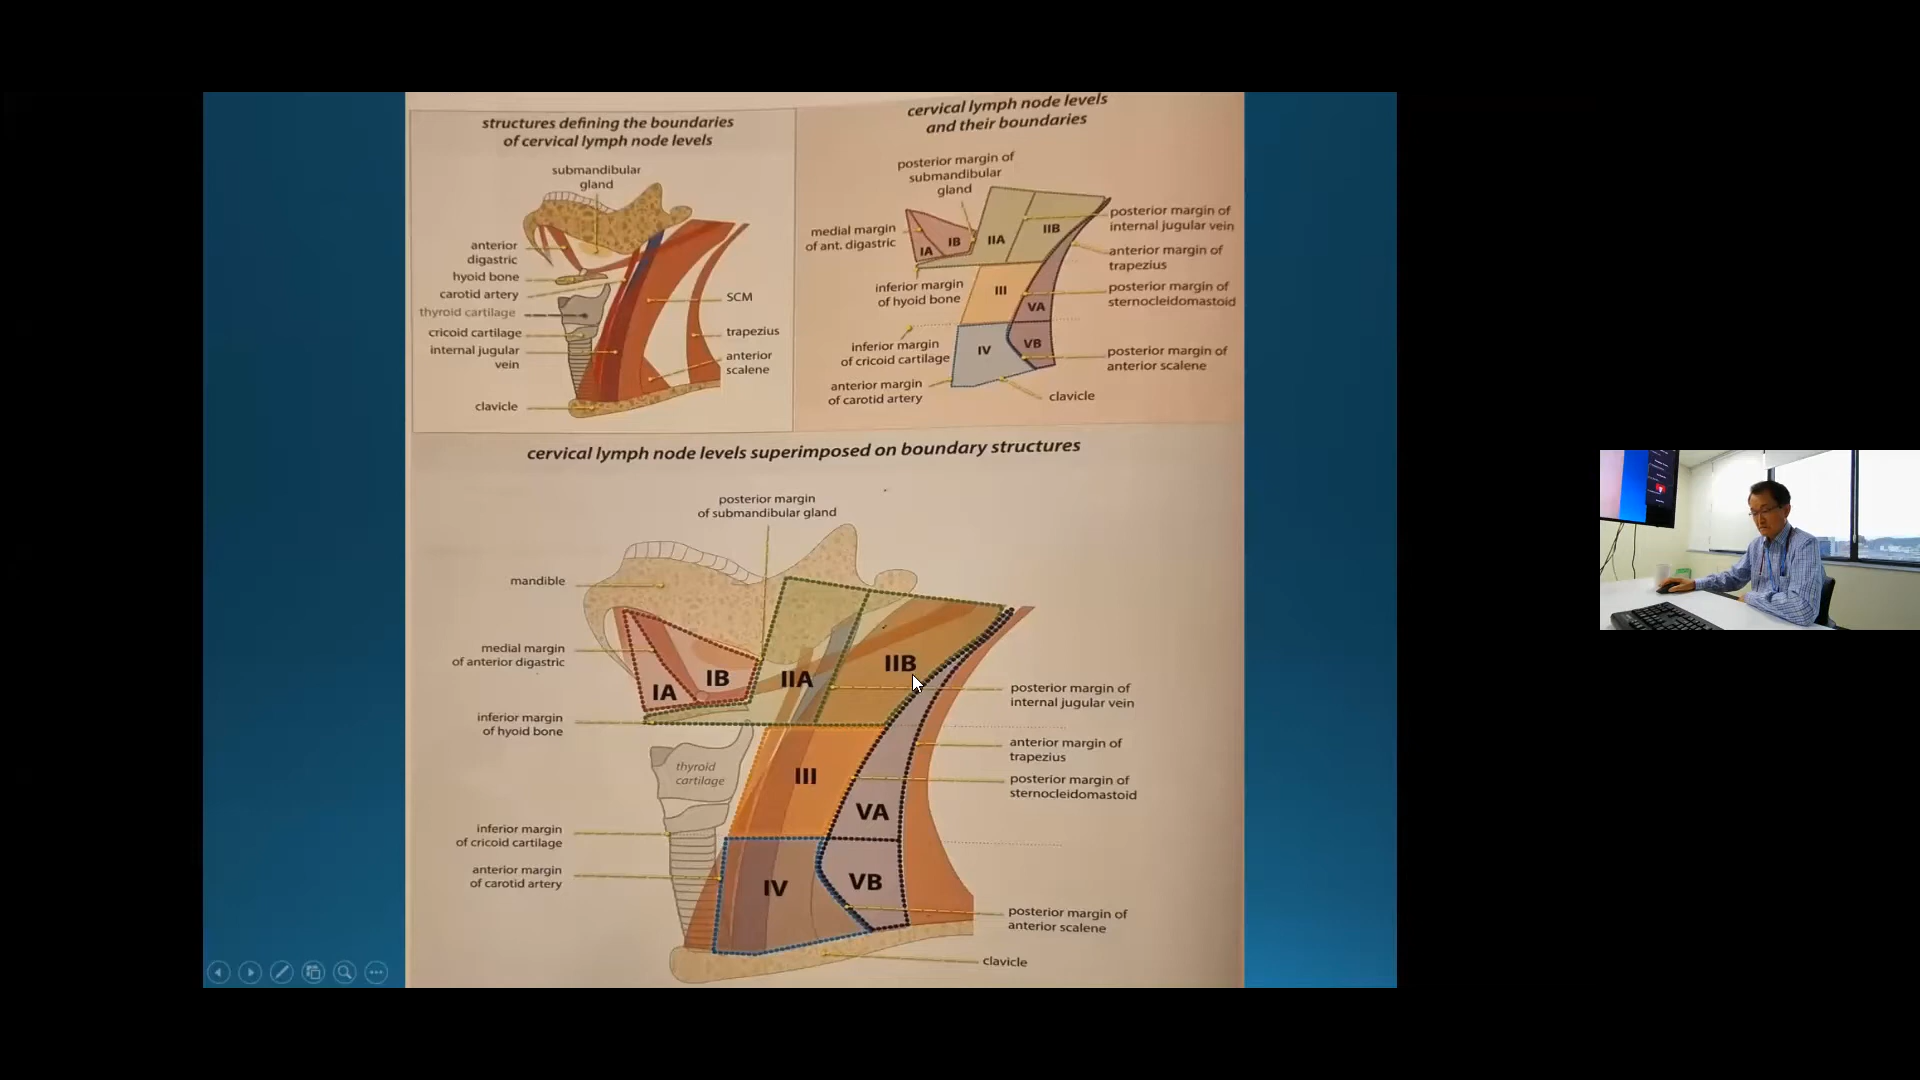 structures defining the boundaries
of cervical lymph node levels
submandibular
gland
anterior
digastric
hyoid bone
carotid artery
thyroid cartilage
cricoid cartilage
internal jugular
vein
clavicle
SCM
trapezius
anterior
scalene
cervical lymph node levels
and their boundaries
posterior margin of
submandibular
gland
medial margin
of ant. digastric
IA
IB
IIA
IIB
posterior margin of
internal jugular vein
anterior margin of
trapezius
inferior margin
of hyoid bone
III
posterior margin of
sternocleidomastoid
VA
inferior margin
of cricoid cartilage
IV
VB
posterior margin of
anterior scalene
anterior margin
of carotid artery
clavicle
cervical lymph node levels superimposed on boundary structures
posterior margin
of submandibular gland
mandible
medial margin
of anterior digastric
IA
IB
IIA
IIB
posterior margin of
internal jugular vein
inferior margin
of hyoid bone
anterior margin of
trapezius
thyroid
cartilage
III
posterior margin of
sternocleidomastoid
VA
inferior margin
of cricoid cartilage
anterior margin
of carotid artery
IV
VB
posterior margin of
anterior scalene
clavicle